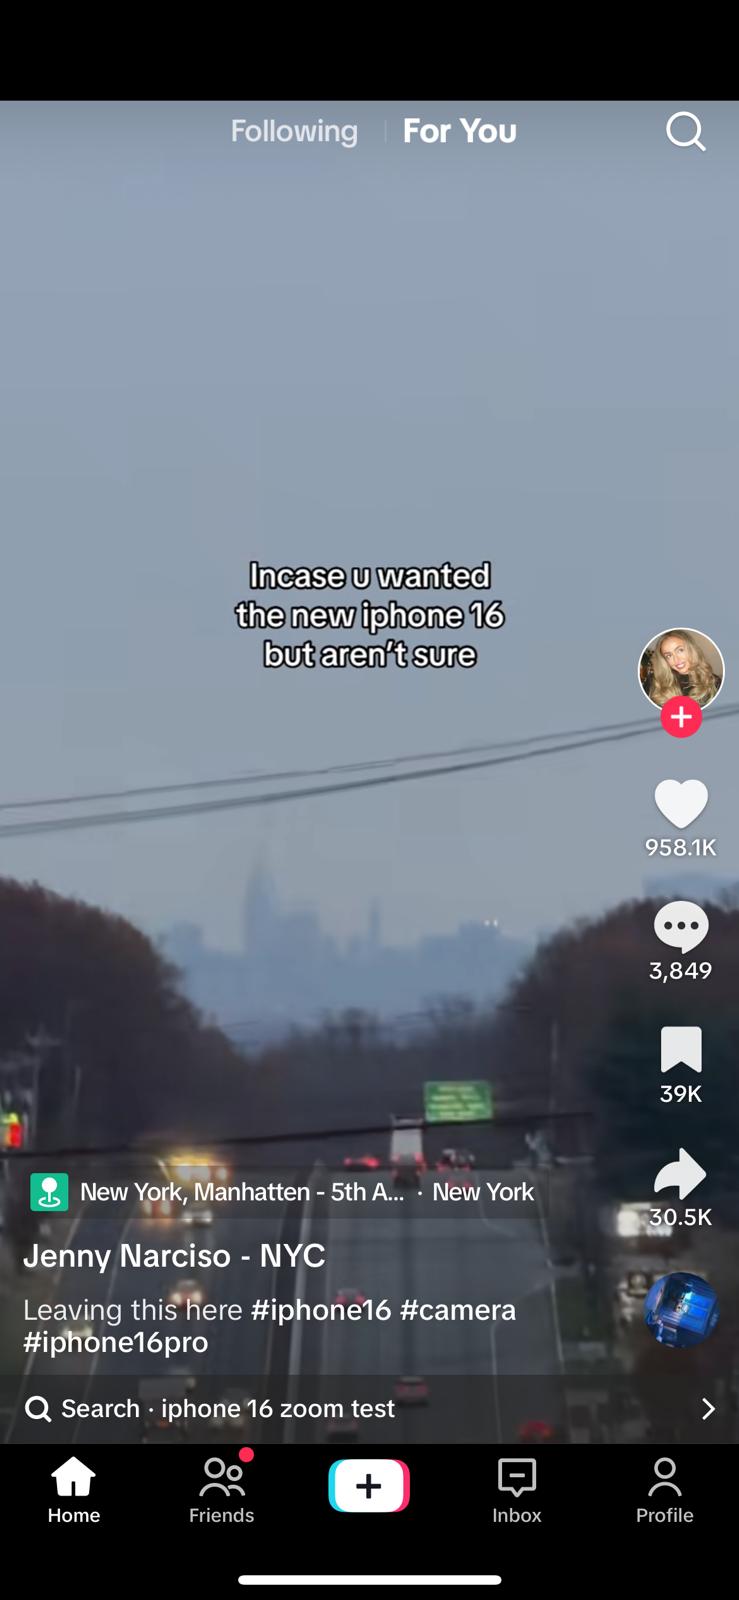 Following
For You
Incase u wanted
the new iphone 16
but aren't sure
958.1K
3,849
39K
30.5K
New York, Manhatten - 5th A... · New York
Jenny Narciso - NYC
Leaving this here #iphone16 #camera
#iphone16pro
Search · iphone 16 zoom test
Home
Friends
Inbox
Profile